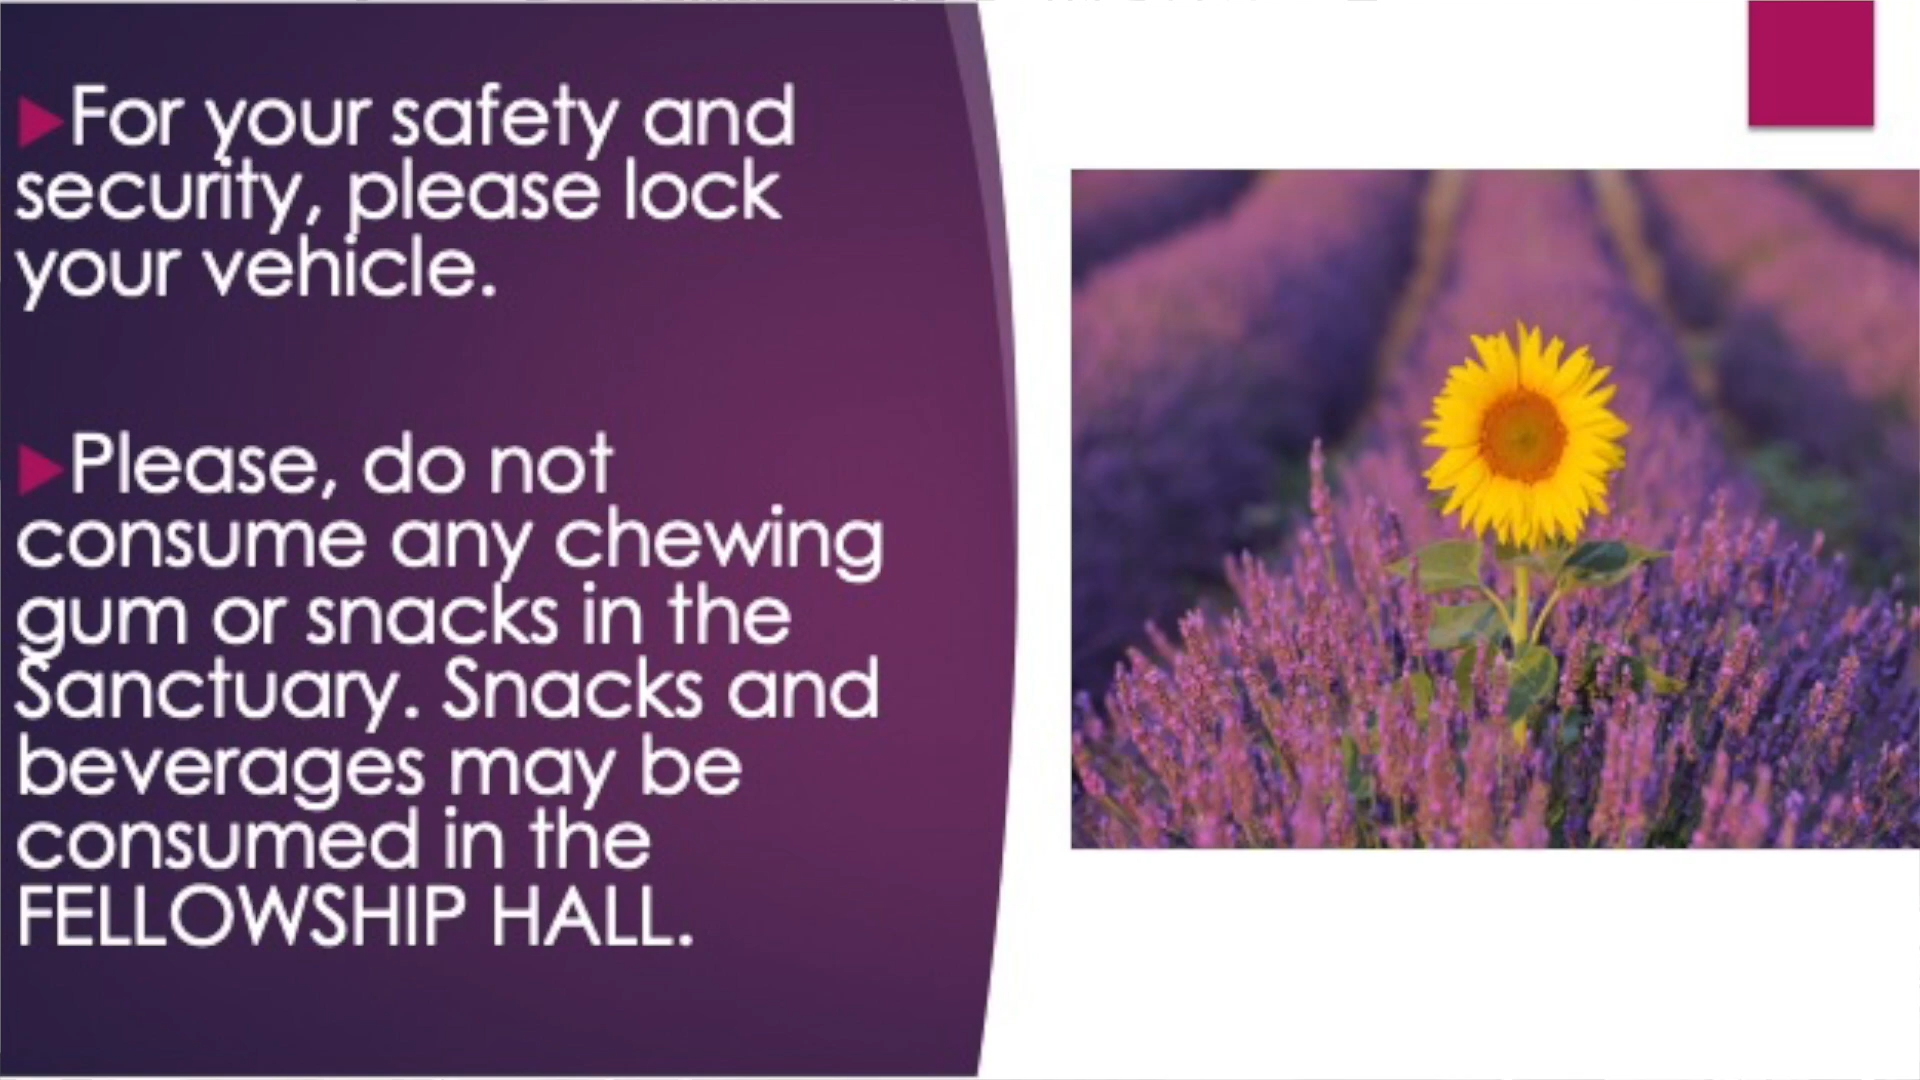 For your safety and
security, please lock
your vehicle.
Please, do not
consume any chewing
gum or snacks in the
Sanctuary. Snacks and
beverages may be
consumed in the
FELLOWSHIP HALL.